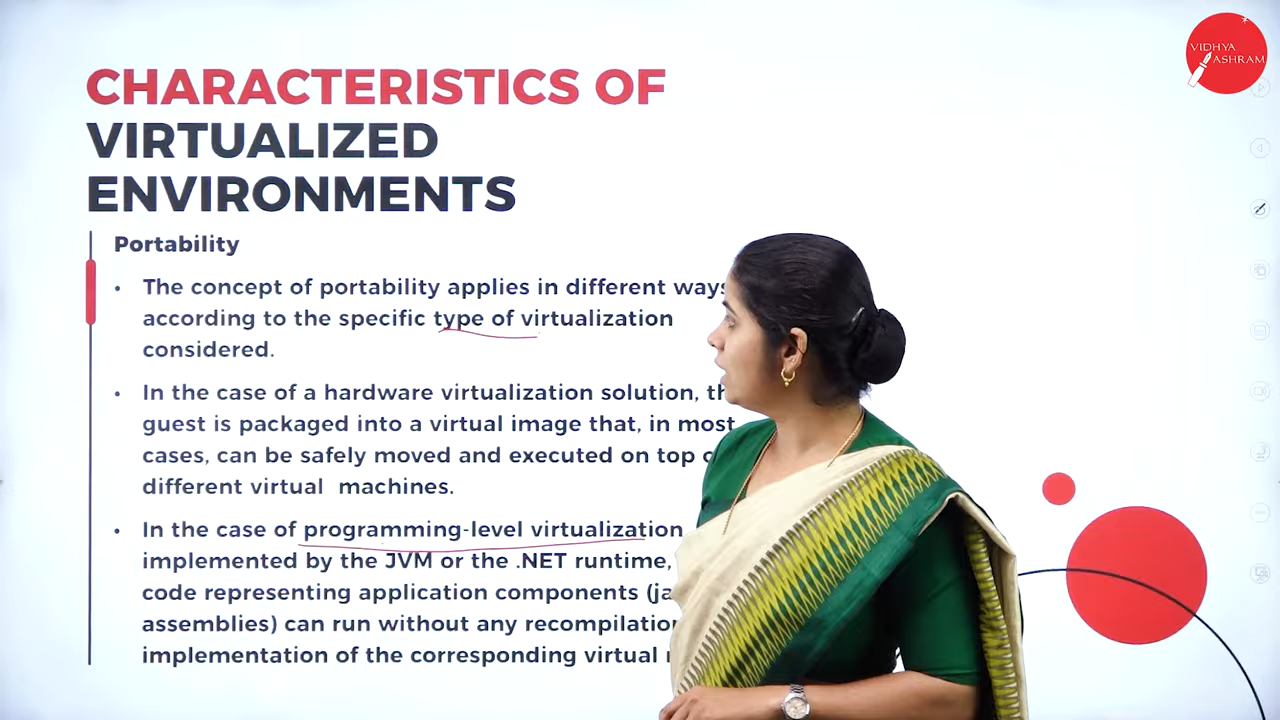 VIDHYA
ASHRAM
CHARACTERISTICS OF
VIRTUALIZED
ENVIRONMENTS
Portability
• The concept of portability applies in different ways
according to the specific type of virtualization
considered.
• In the case of a hardware virtualization solution,
guest is packaged into a virtual image that, in most
cases, can be safely moved and executed on top
different virtual machines.
• In the case of programming-level virtualization
implemented by the JVM or the .NET runtime,
code representing application components
assemblies) can run without any
implementation of the corresponding virtual